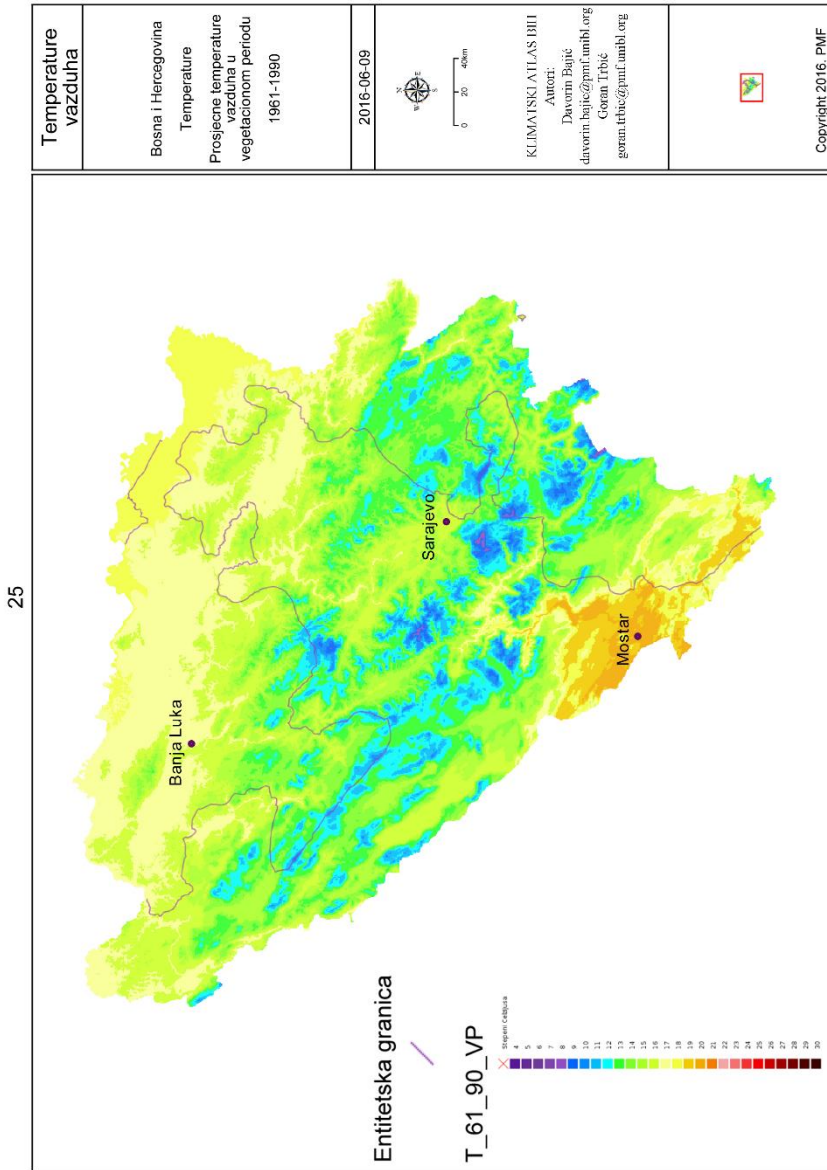 25
Temperature
vazduha
Bosna i Hercegovina
Temperature
Prosjecne temperature
vazduha u
vegetacionom periodu
1961-1990
2016-06-09
N
W
E
S
0 20 40km
KLIMATSKI ATLAS BIH
Autori:
Davorin Bajić
davorin.bajic@pmf.unibl.org
Goran Trbić
goran.trbic@pmf.unibl.org
Copyright 2016. PMF
Banja Luka
Sarajevo
Mostar
Entitetska granica
T_61_90_VP
Stepeni Celzijusa
4
5
6
7
8
9
10
11
12
13
14
15
16
17
18
19
20
21
22
23
24
25
26
27
28
29
30